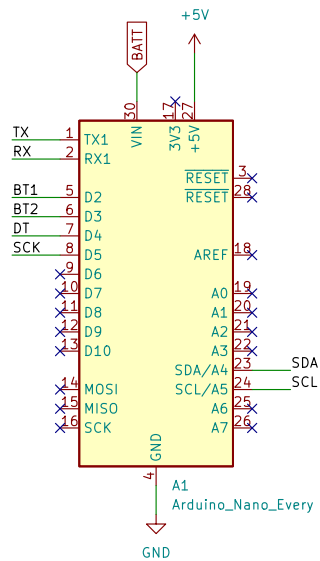 +5V
BATT
30
17
27
VIN
3V3
+5V
TX 1 TX1
RX 2 RX1
RESET 3
RESET 28
BT1 5 D2
BT2 6 D3
DT 7 D4
SCK 8 D5
AREF 18
9 D6
10 D7
A0 19
11 D8
A1 20
12 D9
A2 21
13 D10
A3 22
SDA/A4 23 SDA
14 MOSI
SCL/A5 24 SCL
15 MISO
A6 25
16 SCK
A7 26
GND
4
A1
Arduino_Nano_Every
GND